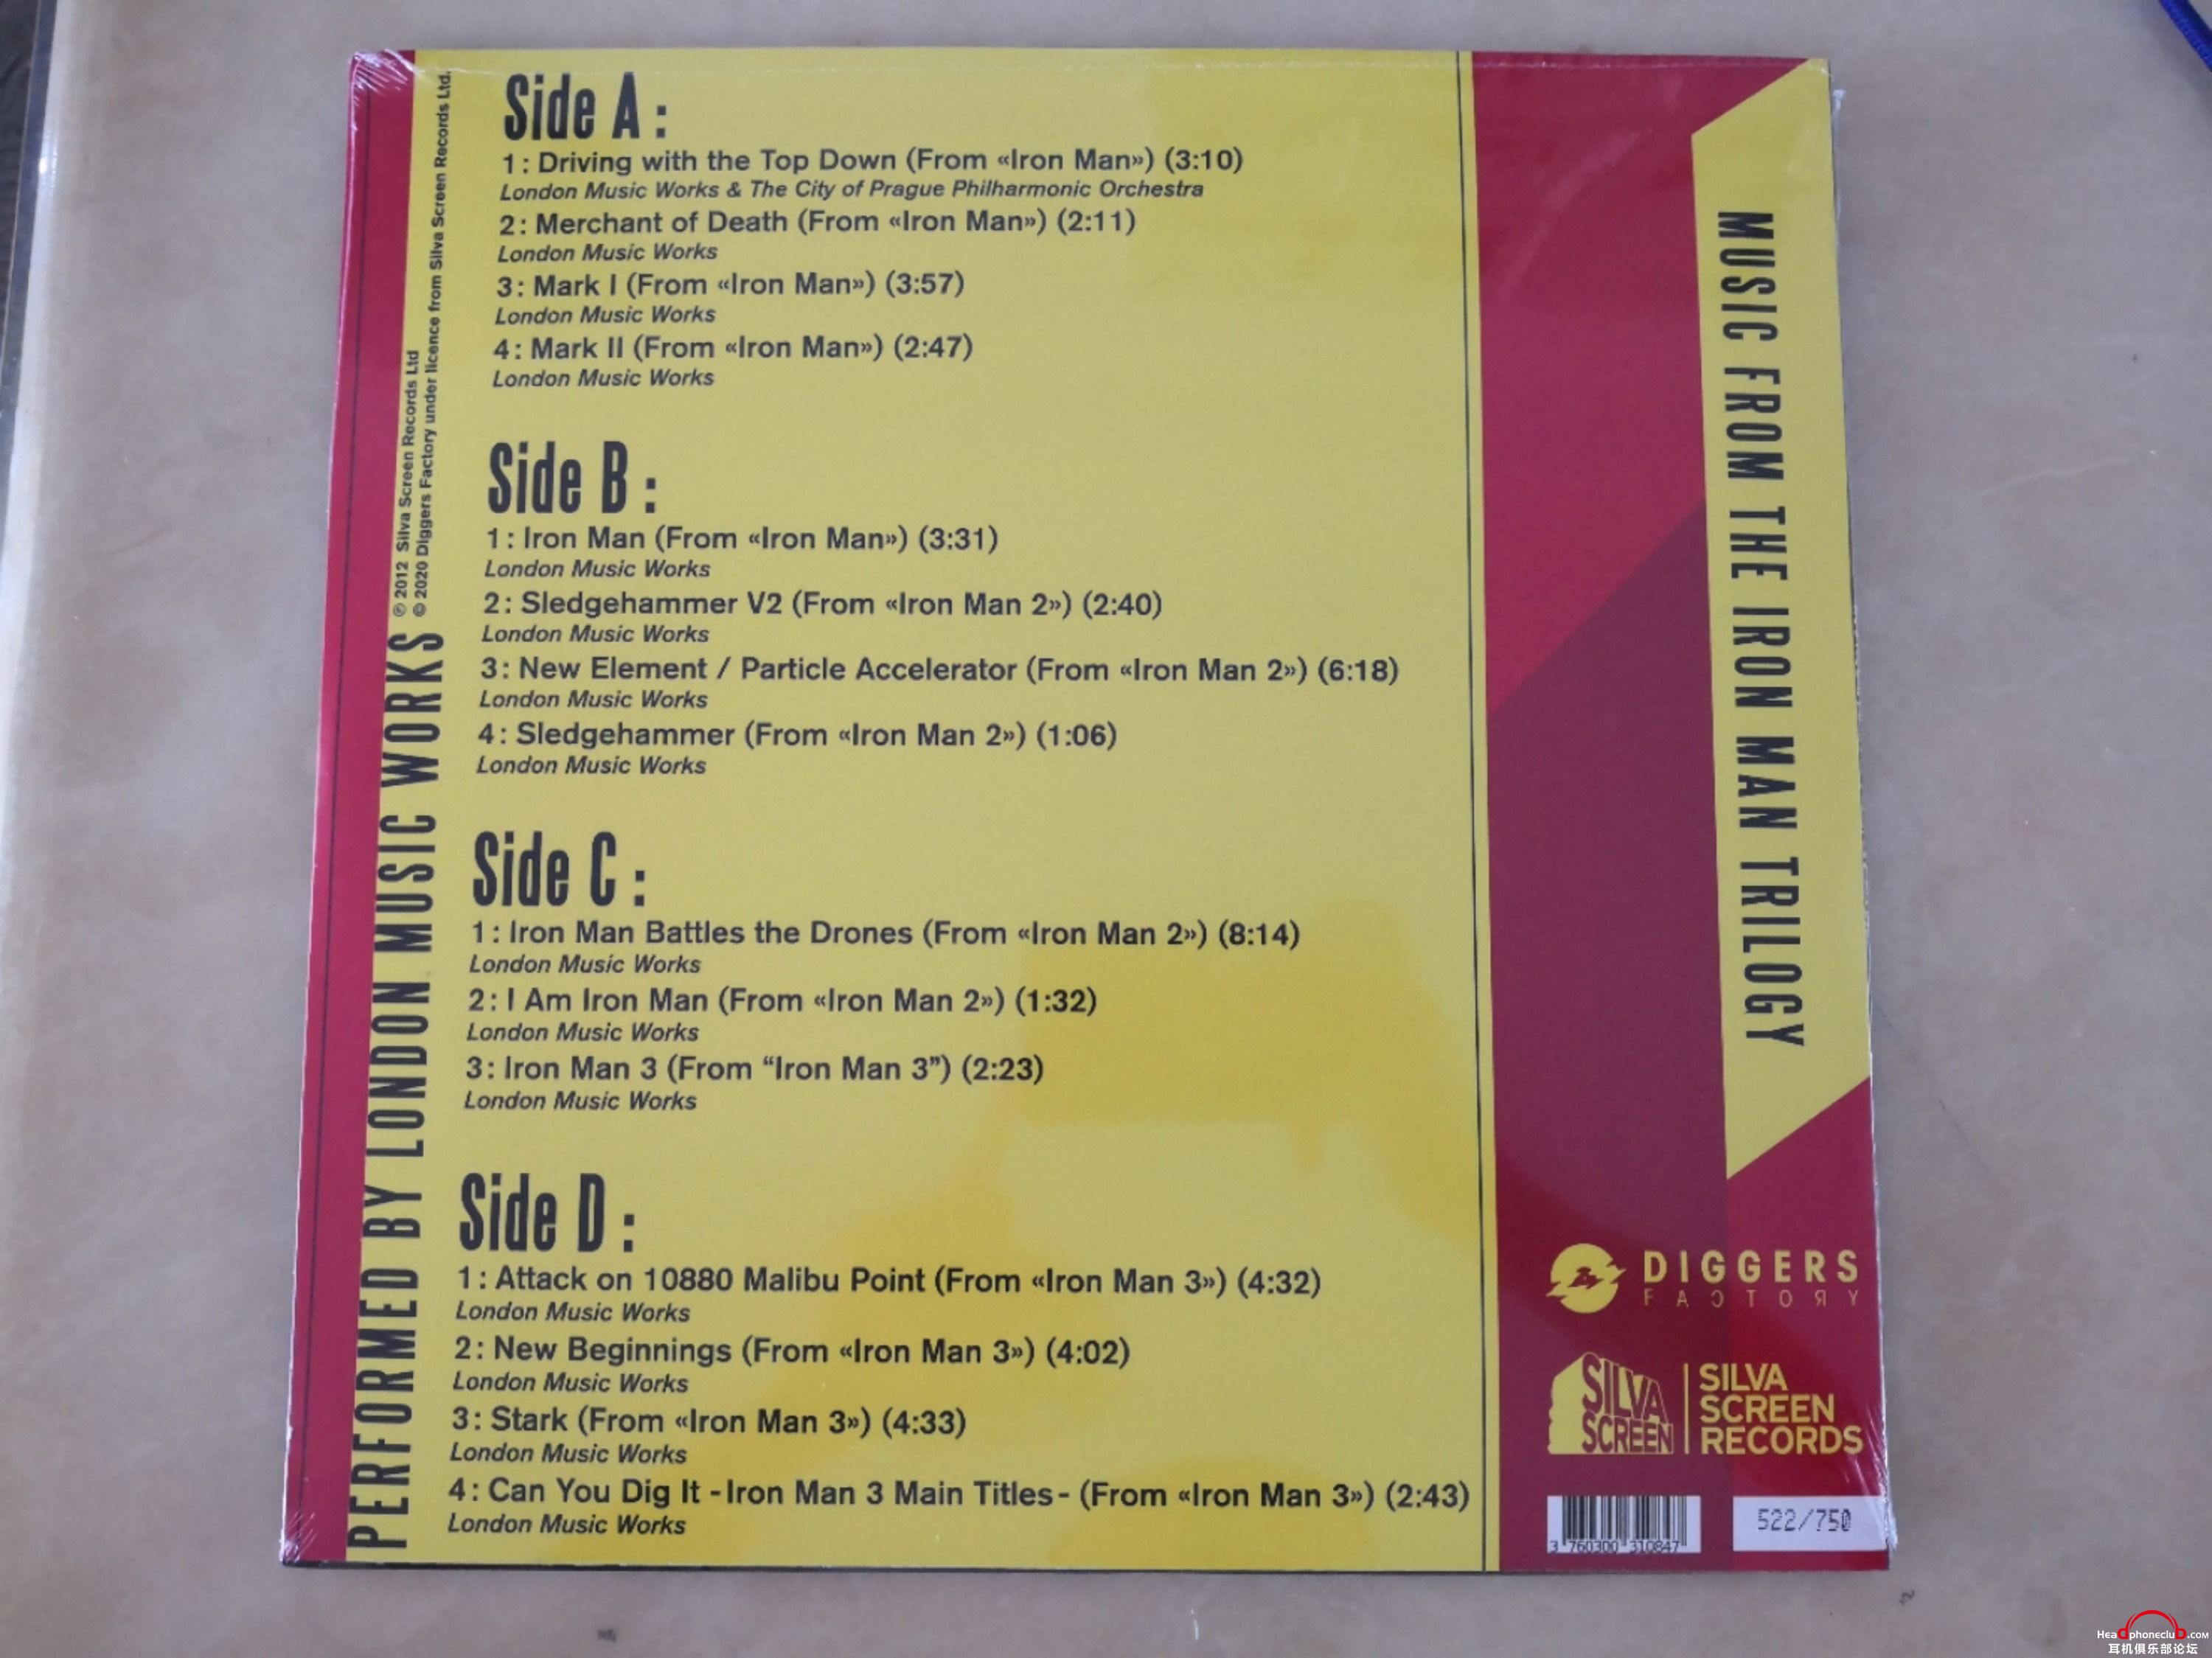 Side A :
1: Driving with the Top Down (From «Iron Man») (3:10)
London Music Works & The City of Prague Philharmonic Orchestra
2: Merchant of Death (From «Iron Man») (2:11)
London Music Works
3: Mark I (From «Iron Man») (3:57)
London Music Works
4: Mark II (From «Iron Man») (2:47)
London Music Works
Side B :
1: Iron Man (From «Iron Man») (3:31)
London Music Works
2: Sledgehammer V2 (From «Iron Man 2») (2:40)
London Music Works
3: New Element / Particle Accelerator (From «Iron Man 2») (6:18)
London Music Works
4: Sledgehammer (From «Iron Man 2») (1:06)
London Music Works
Side C :
1: Iron Man Battles the Drones (From «Iron Man 2») (8:14)
London Music Works
2: I Am Iron Man (From «Iron Man 2») (1:32)
London Music Works
3: Iron Man 3 (From “Iron Man 3”) (2:23)
London Music Works
Side D :
1: Attack on 10880 Malibu Point (From «Iron Man 3») (4:32)
London Music Works
2: New Beginnings (From «Iron Man 3») (4:02)
London Music Works
3: Stark (From «Iron Man 3») (4:33)
London Music Works
4: Can You Dig It -Iron Man 3 Main Titles- (From «Iron Man 3») (2:43)
London Music Works
PERFORMED BY LONDON MUSIC WORKS
℗ 2012 Silva Screen Records Ltd
© 2020 Diggers Factory under licence from Silva Screen Records Ltd.
MUSIC FROM THE IRON MAN TRILOGY
DIGGERS
FACTORY
SILVA
SCREEN
SILVA
SCREEN
RECORDS
3 760300 310847
522/750
Headphoneclub.com
耳机俱乐部论坛